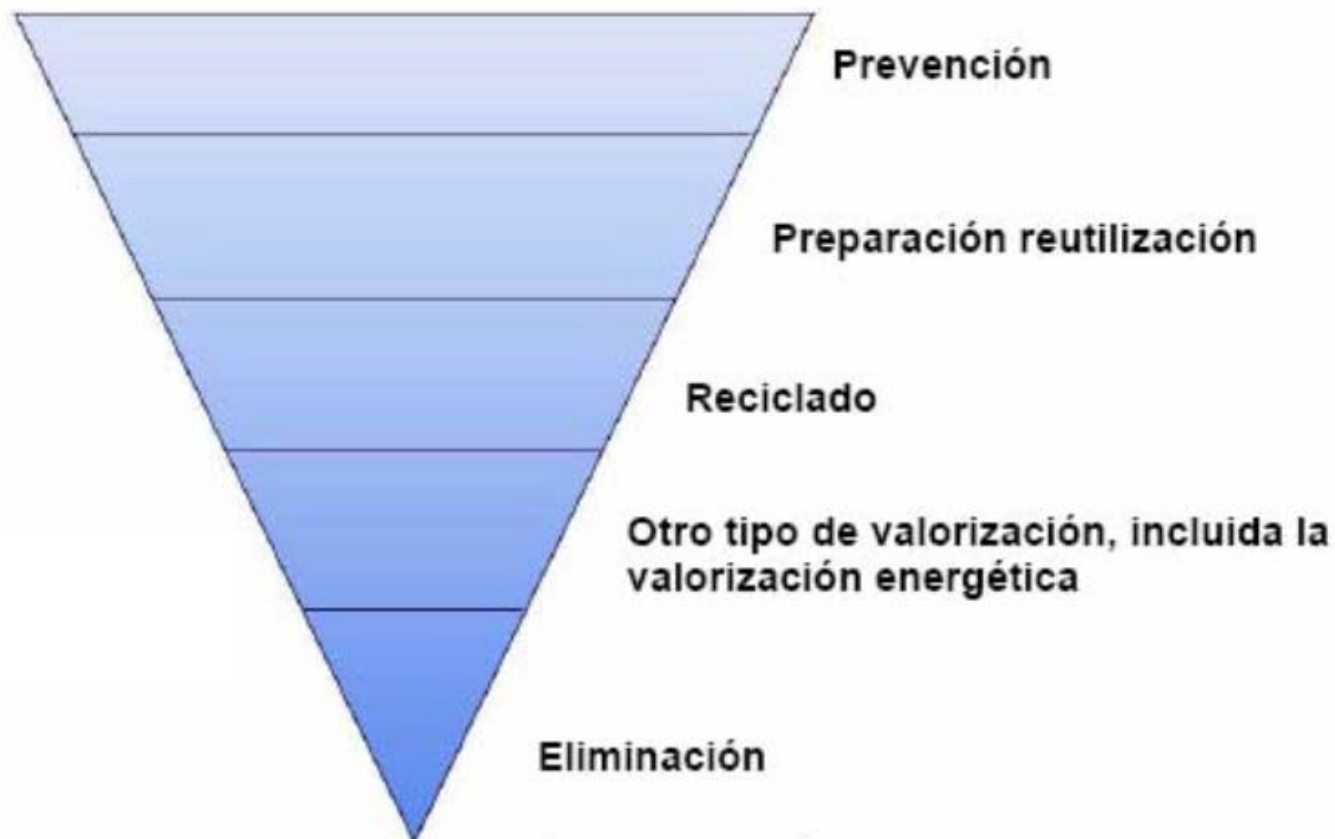 Prevención
Preparación reutilización
Reciclado
Otro tipo de valorización, incluida la
valorización energética
Eliminación